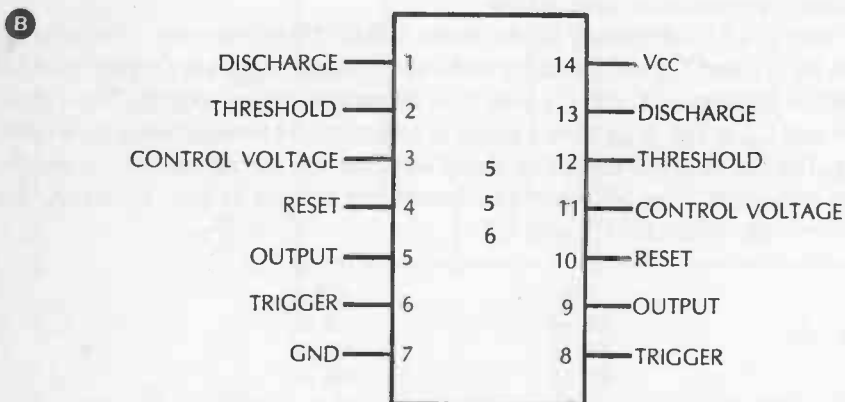 B
DISCHARGE 1 14 Vcc
THRESHOLD 2 13 DISCHARGE
CONTROL VOLTAGE 3 12 THRESHOLD
5
RESET 4 11 CONTROL VOLTAGE
5
6
OUTPUT 5 10 RESET
TRIGGER 6 9 OUTPUT
GND 7 8 TRIGGER